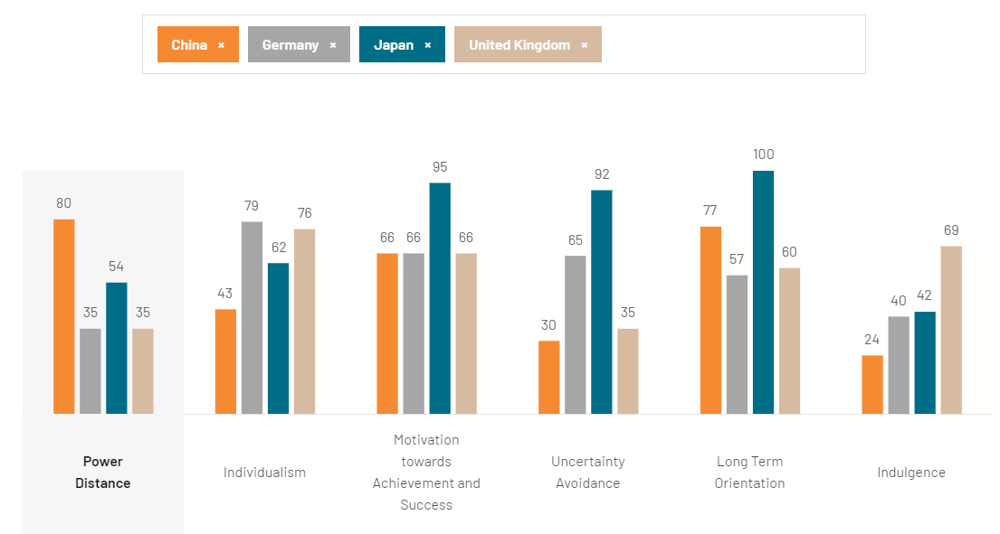 China ×
Germany ×
Japan ×
United Kingdom ×
80
35
54
35
43
79
62
76
66
66
95
66
30
65
92
35
77
57
100
60
24
40
42
69
Power
Distance
Individualism
Motivation
towards
Achievement and
Success
Uncertainty
Avoidance
Long Term
Orientation
Indulgence